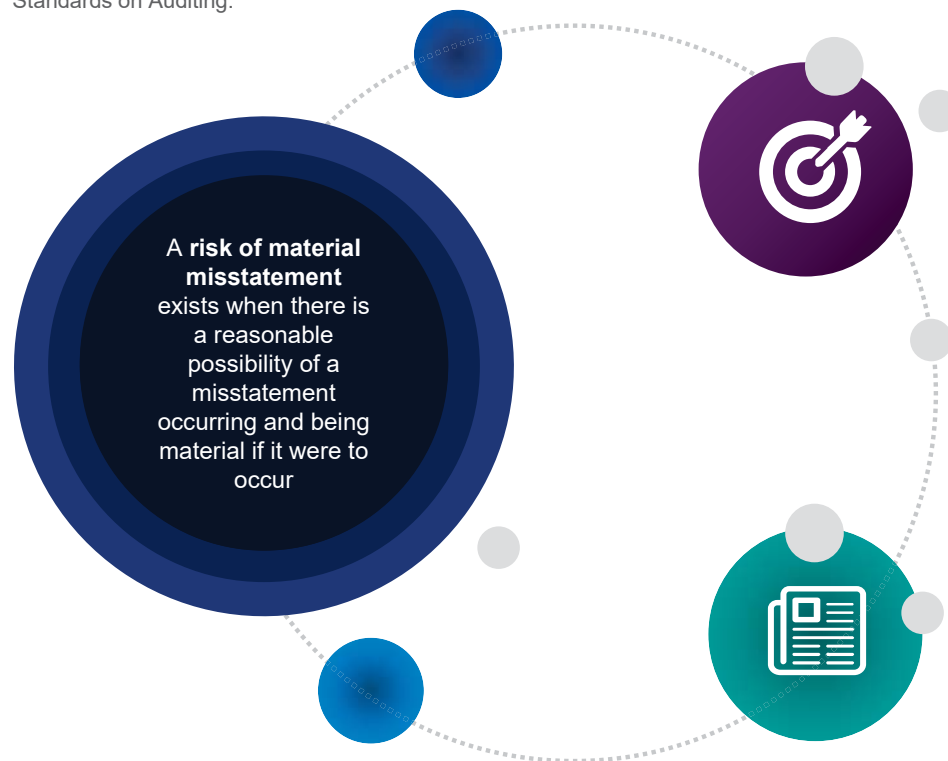 Standards on Auditing.
A risk of material
misstatement
exists when there is
a reasonable
possibility of a
misstatement
occurring and being
material if it were to
occur